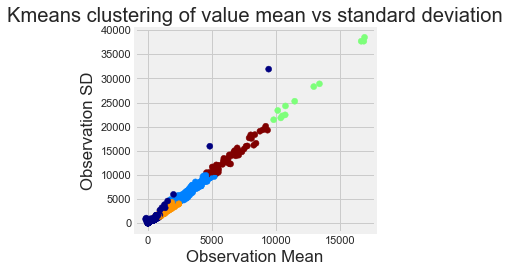 Kmeans clustering of value mean vs standard deviation
40000
35000
30000
25000
20000
15000
10000
5000
0
Observation SD
0 5000 10000 15000
Observation Mean